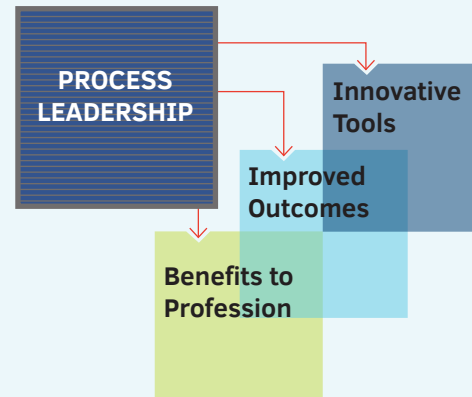 PROCESS
LEADERSHIP
Innovative
Tools
Improved
Outcomes
Benefits to
Profession